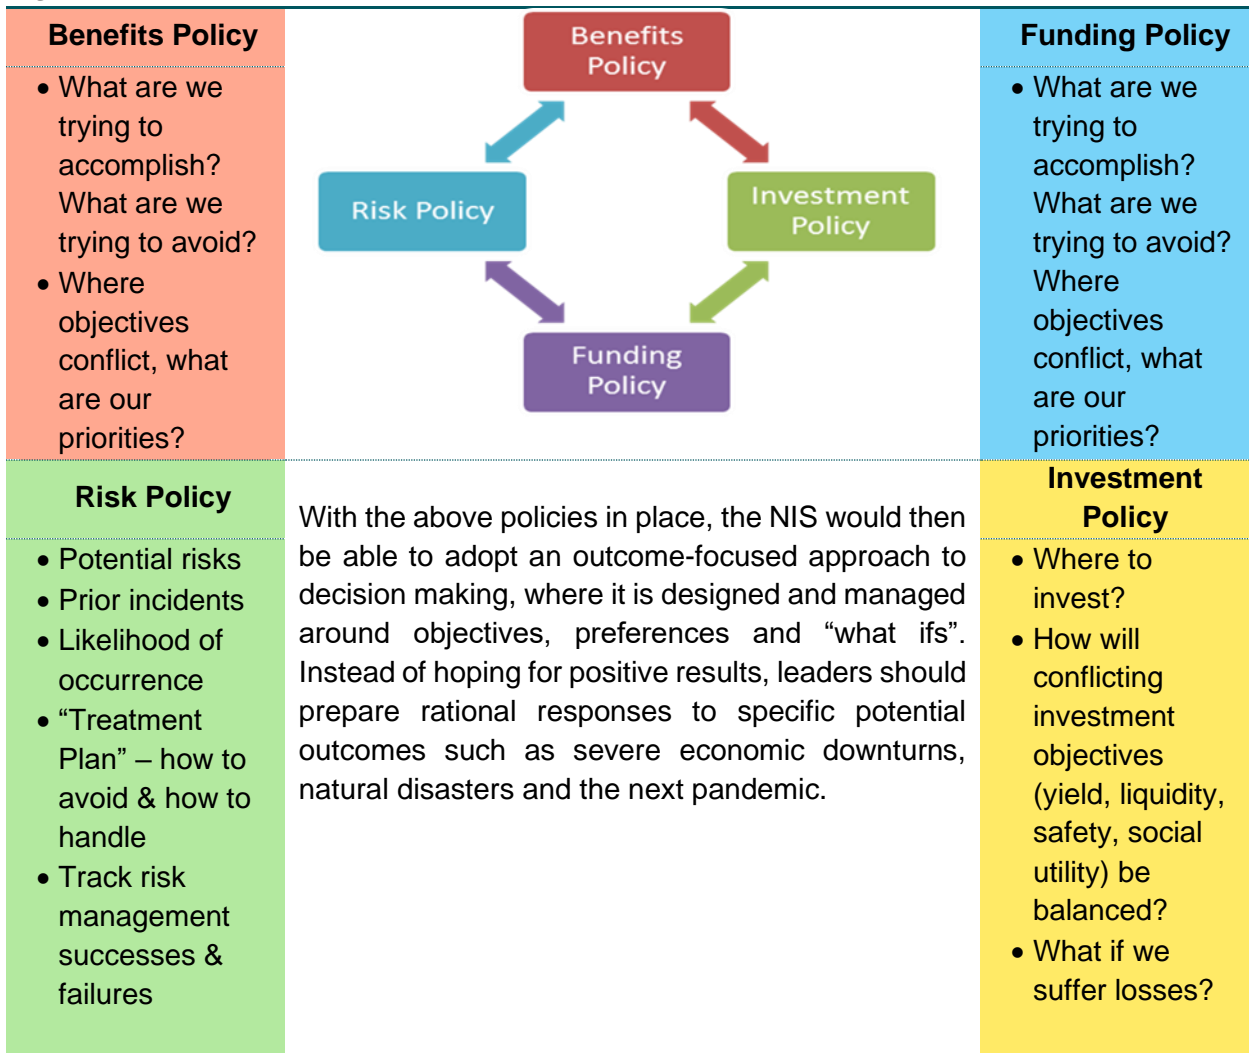 Benefits Policy
• What are we
trying to
accomplish?
What are we
trying to avoid?
• Where
objectives
conflict, what
are our
priorities?
Benefits
Policy
Risk Policy
Investment
Policy
Funding
Policy
Funding Policy
• What are we
trying to
accomplish?
What are we
trying to avoid?
Where
objectives
conflict, what
are our
priorities?
Risk Policy
• Potential risks
• Prior incidents
• Likelihood of
occurrence
• “Treatment
Plan” – how to
avoid & how to
handle
• Track risk
management
successes &
failures
With the above policies in place, the NIS would then
be able to adopt an outcome-focused approach to
decision making, where it is designed and managed
around objectives, preferences and “what ifs”.
Instead of hoping for positive results, leaders should
prepare rational responses to specific potential
outcomes such as severe economic downturns,
natural disasters and the next pandemic.
Investment
Policy
• Where to
invest?
• How will
conflicting
investment
objectives
(yield, liquidity,
safety, social
utility) be
balanced?
• What if we
suffer losses?